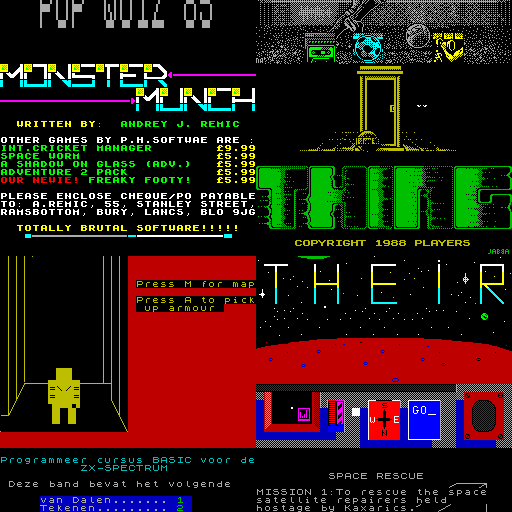 POP QUIZ 85
MONSTER
MUNCH
WRITTEN BY: ANDREY J. REMIC
OTHER GAMES BY P.H.SOFTWAE ARE :
INT.CRICKET MANAGER £9.99
SPACE WORM £5.99
A SHADOW ON GLASS (ADV.) £5.99
ADVENTURE 2 PACK £5.99
OUR NEWIE! FREAKY FOOTY! £5.99
PLEASE ENCLOSE CHEQUE/PO PAYABLE
TO: A.REMIC, 55, STANLEY STREET,
RAMSBOTTOM, BURY, LANCS, BL0 9JG
TOTALLY BRUTAL SOFTWARE!!!!!
THING
COPYRIGHT 1988 PLAYERS
JABBA
Press M for map
Press A to pick
up armour
THEIR
GO_
W E
Programmeer cursus BASIC voor de
ZX-SPECTRUM
Deze band bevat het volgende
van Dalen....... 1
Tekenen......... 2
SPACE RESCUE
MISSION 1:To rescue the space
satellite repairers held
hostage by Kaxarics.